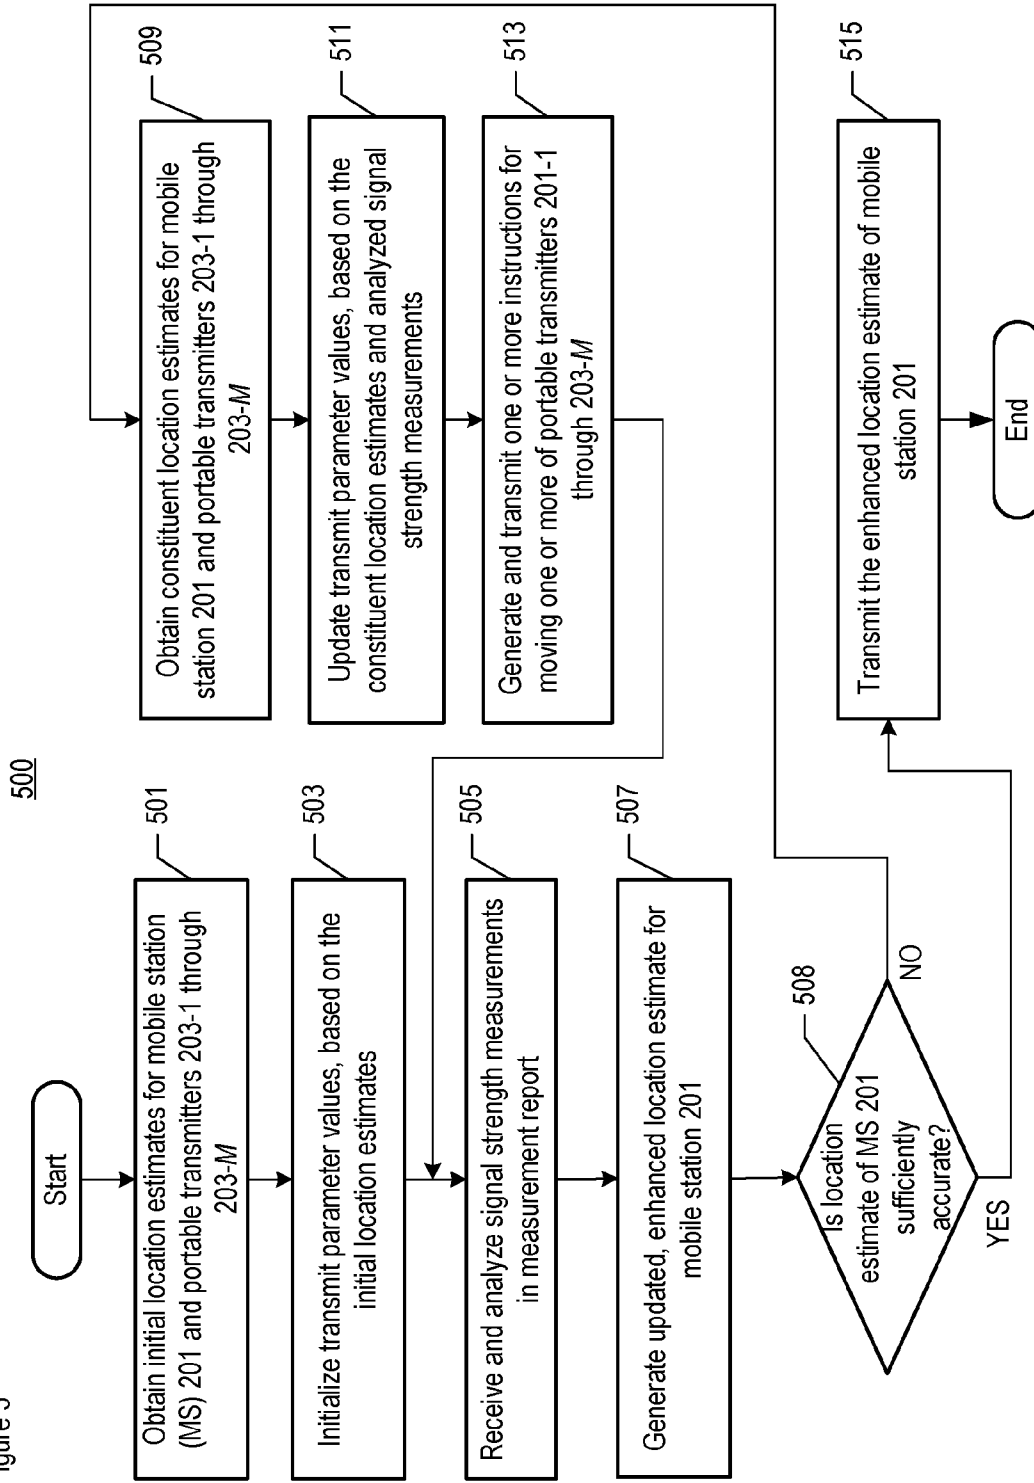 igure 5
500
Start
501
Obtain initial location estimates for mobile station
(MS) 201 and portable transmitters 203-1 through
203-M
503
Initialize transmit parameter values, based on the
initial location estimates
505
Receive and analyze signal strength measurements
in measurement report
507
Generate updated, enhanced location estimate for
mobile station 201
508
Is location
estimate of MS 201
sufficiently
accurate?
NO
YES
509
Obtain constituent location estimates for mobile
station 201 and portable transmitters 203-1 through
203-M
511
Update transmit parameter values, based on the
constituent location estimates and analyzed signal
strength measurements
513
Generate and transmit one or more instructions for
moving one or more of portable transmitters 201-1
through 203-M
515
Transmit the enhanced location estimate of mobile
station 201
End